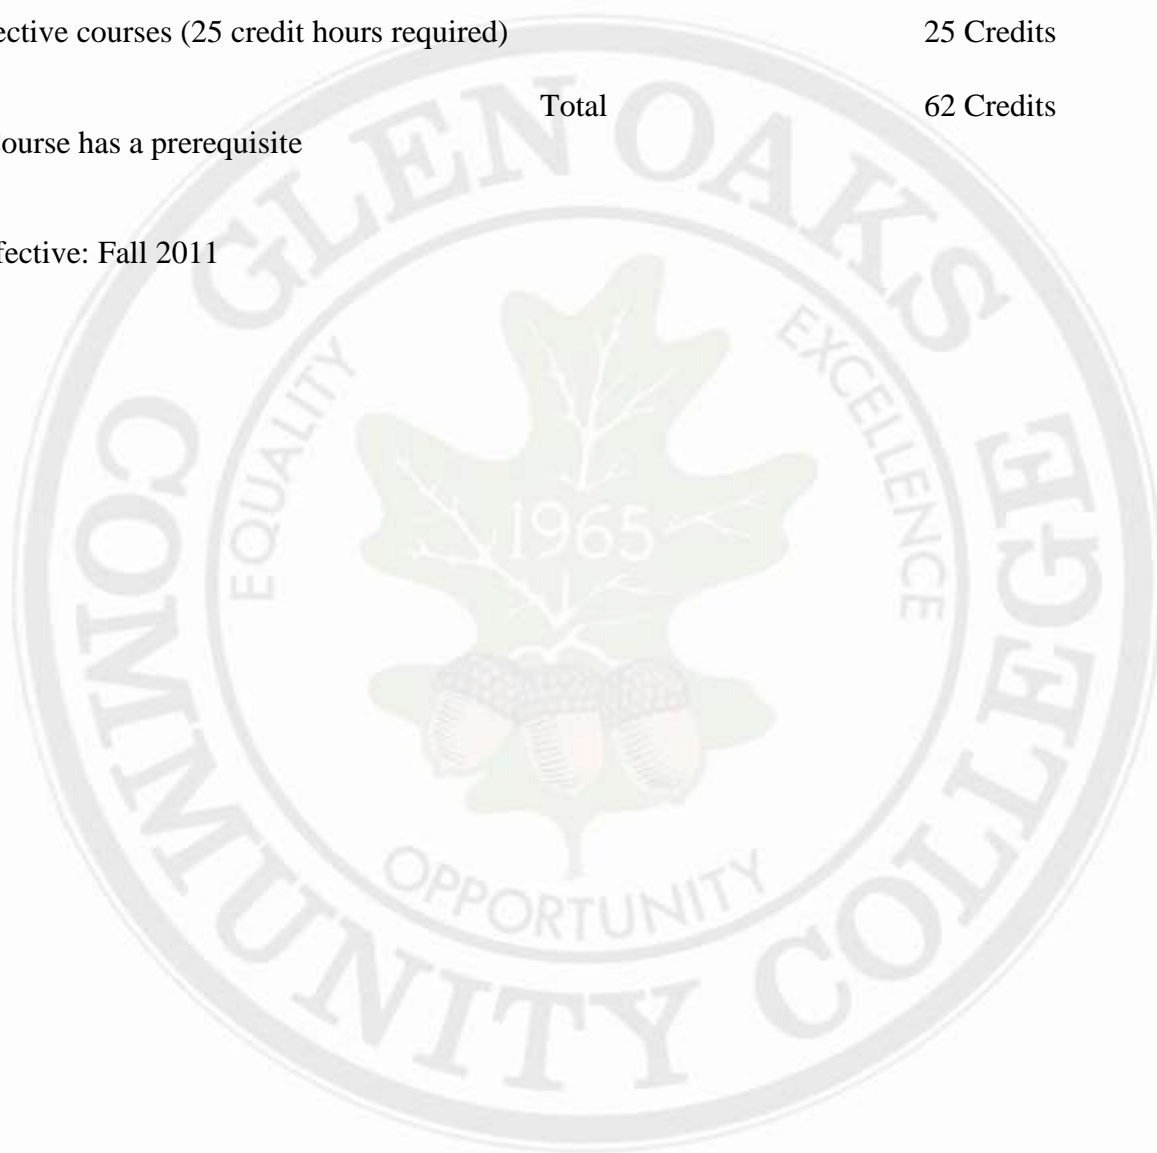 ective courses (25 credit hours required) 25 Credits
Total 62 Credits
ourse has a prerequisite
fective: Fall 2011
GLEN OAKS
COMMUNITY COLLEGE
EQUALITY
EXCELLENCE
1965
OPPORTUNITY